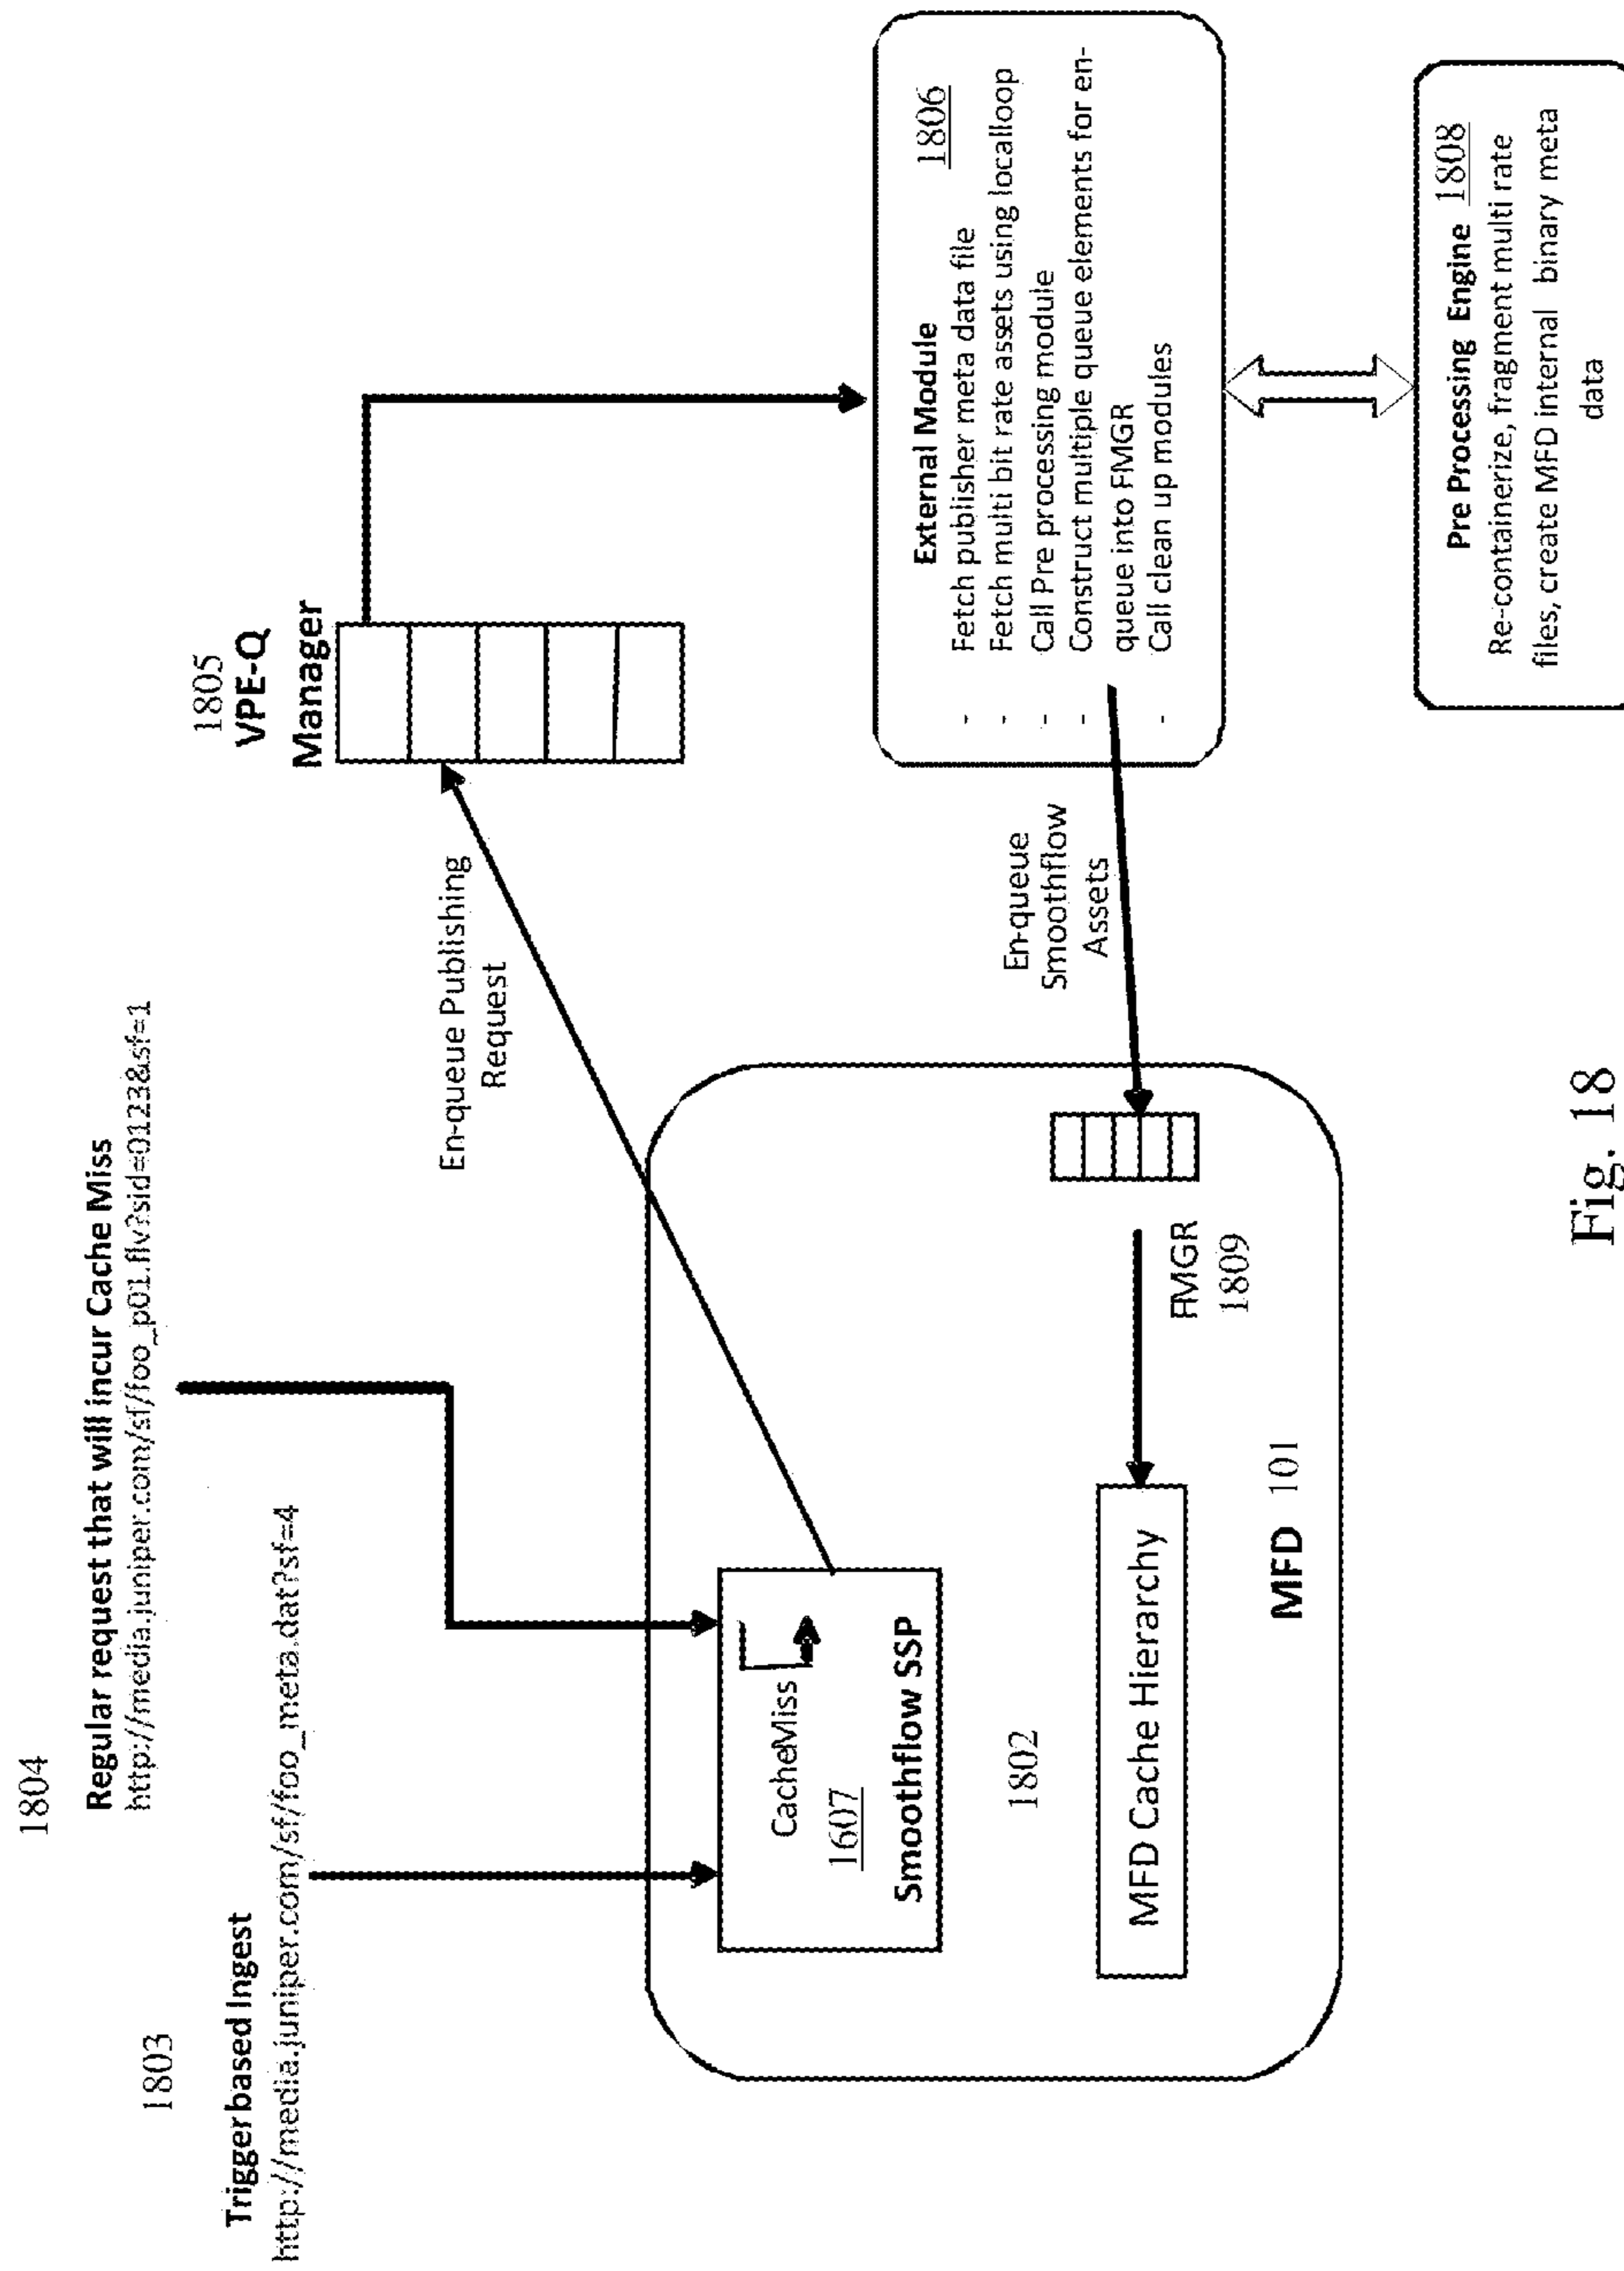 1804
Regular request that will incur Cache Miss
http://media.juniper.com/sf/foo_p01.flv?sid=0123&sf=1
1803
Triggerbased Ingest
http://media.juniper.com/sf/foo_meta.dat?sf=4
1805
VPE-Q
Manager
En-queue Publishing
Request
CacheMiss
1607
Smoothflow SSP
1802
MFD Cache Hierarchy
MFD 101
FMGR
1809
En-queue
Smoothflow
Assets
External Module 1806
- Fetch publisher meta data file
- Fetch multi bit rate assets using localloop
- Call Pre processing module
- Construct multiple queue elements for en-
queue into FMGR
- Call clean up modules
Pre Processing Engine 1808
Re-containerize, fragment multi rate
files, create MFD internal binary meta
data
Fig. 18